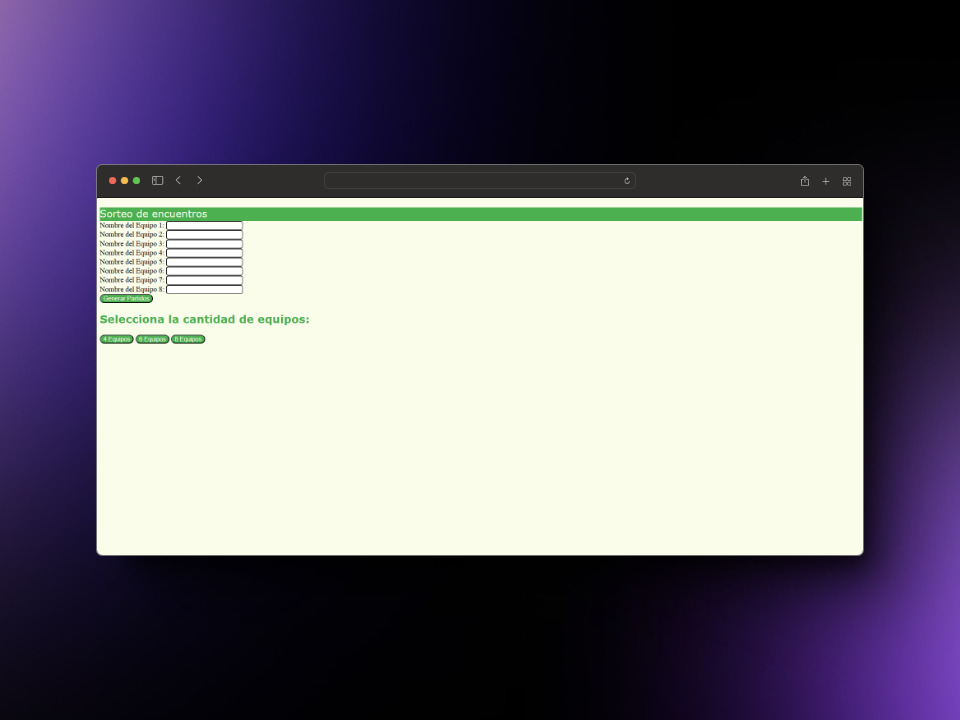 Sorteo de encuentros
Nombre del Equipo 1:
Nombre del Equipo 2:
Nombre del Equipo 3:
Nombre del Equipo 4:
Nombre del Equipo 5:
Nombre del Equipo 6:
Nombre del Equipo 7:
Nombre del Equipo 8:
Generar Partidos
Selecciona la cantidad de equipos:
4 Equipos 6 Equipos 8 Equipos